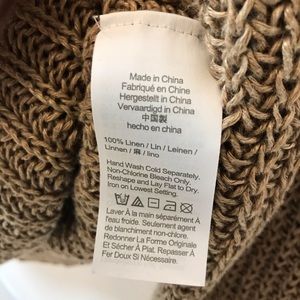 Made in China
Fabriqué en Chine
Hergestellt in China
Vervaardigd in China
中国製
hecho en china
100% Linen / Lin / Leinen /
Linnen / 麻 / lino
Hand Wash Cold Separately.
Non-Chlorine Bleach Only.
Reshape and Lay Flat to Dry.
Iron on Lowest Setting.
Laver À la main séparément À
l'eau froide. Seulement agent
de blanchiment non-chlore.
Redonner La Forme Originale
Et Sécher À Plat. Repasser À
Fer Doux Si Nécessaire.